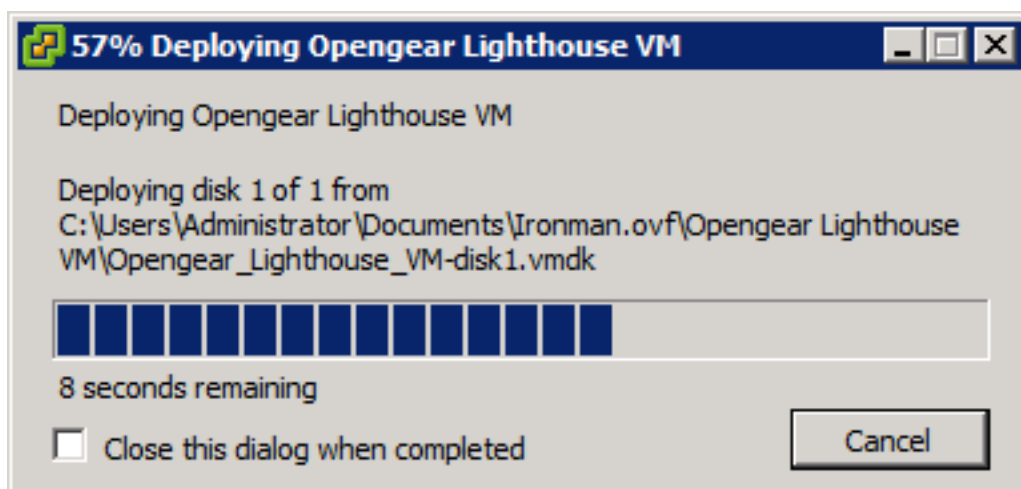 57% Deploying Opengear Lighthouse VM
Deploying Opengear Lighthouse VM
Deploying disk 1 of 1 from
C:\Users\Administrator\Documents\Ironman.ovf\Opengear Lighthouse
VM\Opengear_Lighthouse_VM-disk1.vmdk
8 seconds remaining
Close this dialog when completed
Cancel